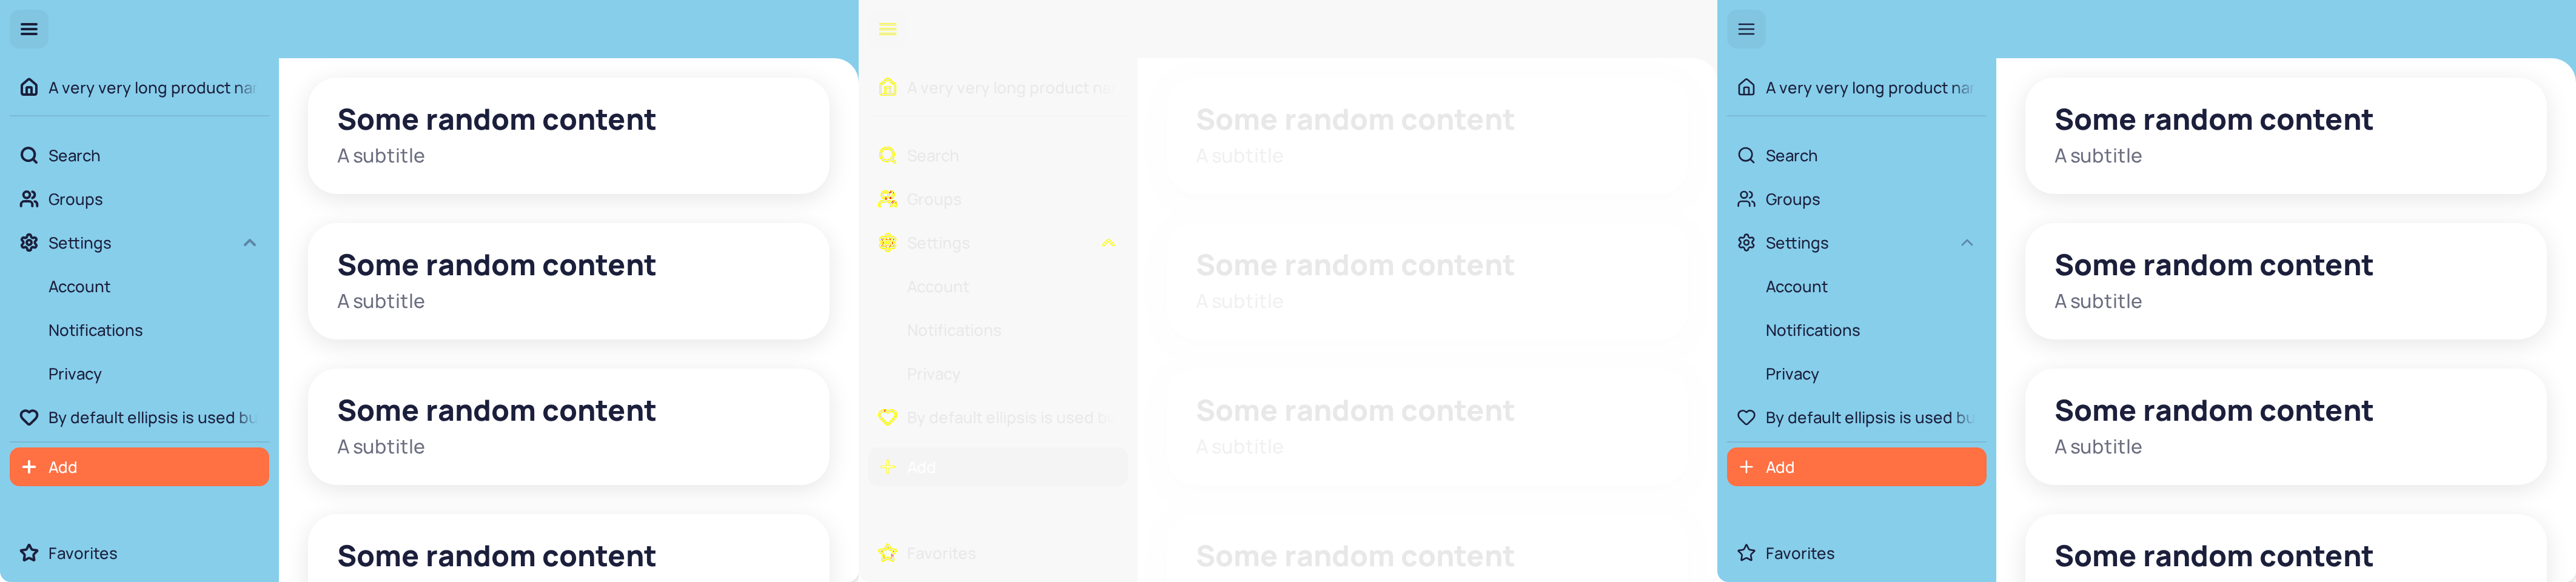 A very very long product nar
Search
Groups
Settings
Account
Notifications
Privacy
By default ellipsis is used bu
Add
Favorites
Some random content
A subtitle
Some random content
A subtitle
Some random content
A subtitle
Some random content
A very very long product na
Search
Groups
Settings
Account
Notifications
Privacy
By default ellipsis is used b
Add
Favorites
Some random content
A subtitle
Some random content
A subtitle
Some random content
A subtitle
Some random content
A very very long product nar
Search
Groups
Settings
Account
Notifications
Privacy
By default ellipsis is used bu
Add
Favorites
Some random content
A subtitle
Some random content
A subtitle
Some random content
A subtitle
Some random content